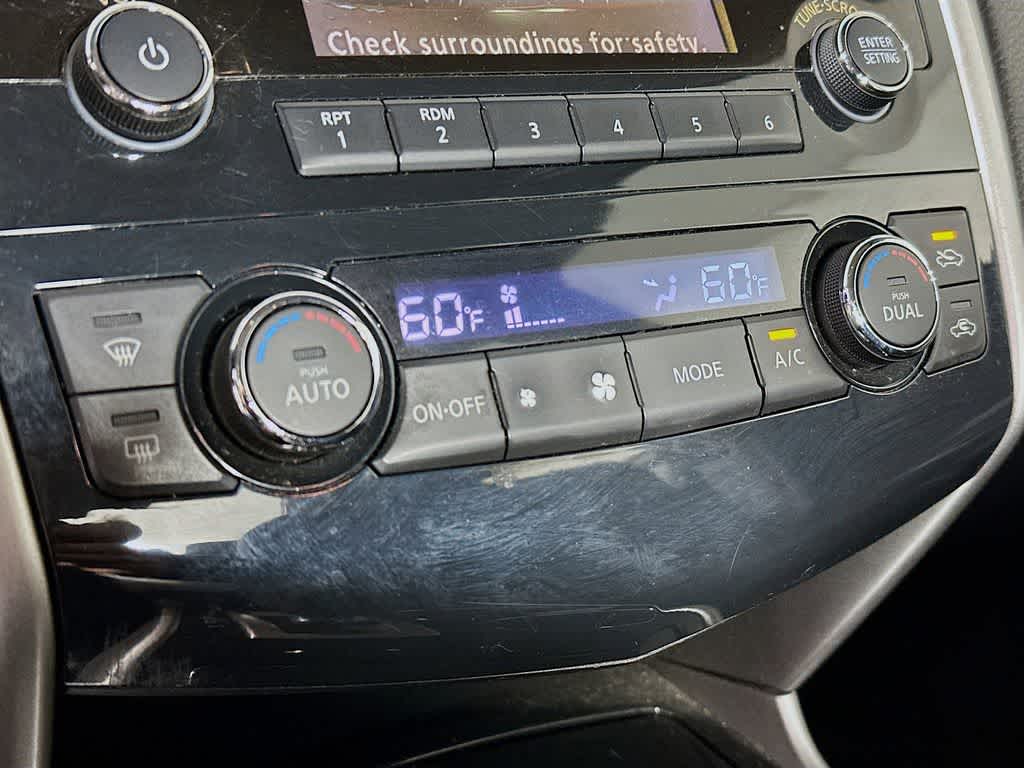 Check surroundings for safety.
TUNE·SCRO
ENTER
SETTING
RPT
1
RDM
2
3
4
5
6
60°F
60°F
PUSH
AUTO
ON·OFF
MODE
A/C
PUSH
DUAL